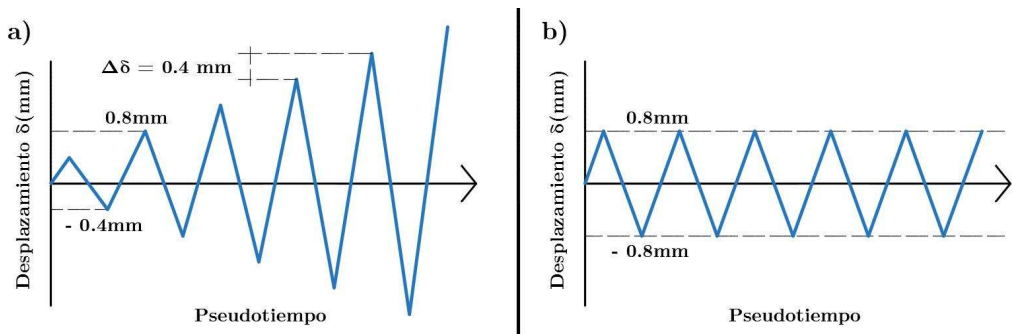 a)
Δδ = 0.4 mm
0.8mm
- 0.4mm
Desplazamiento δ(mm)
Pseudotiempo
b)
0.8mm
- 0.8mm
Desplazamiento δ(mm)
Pseudotiempo